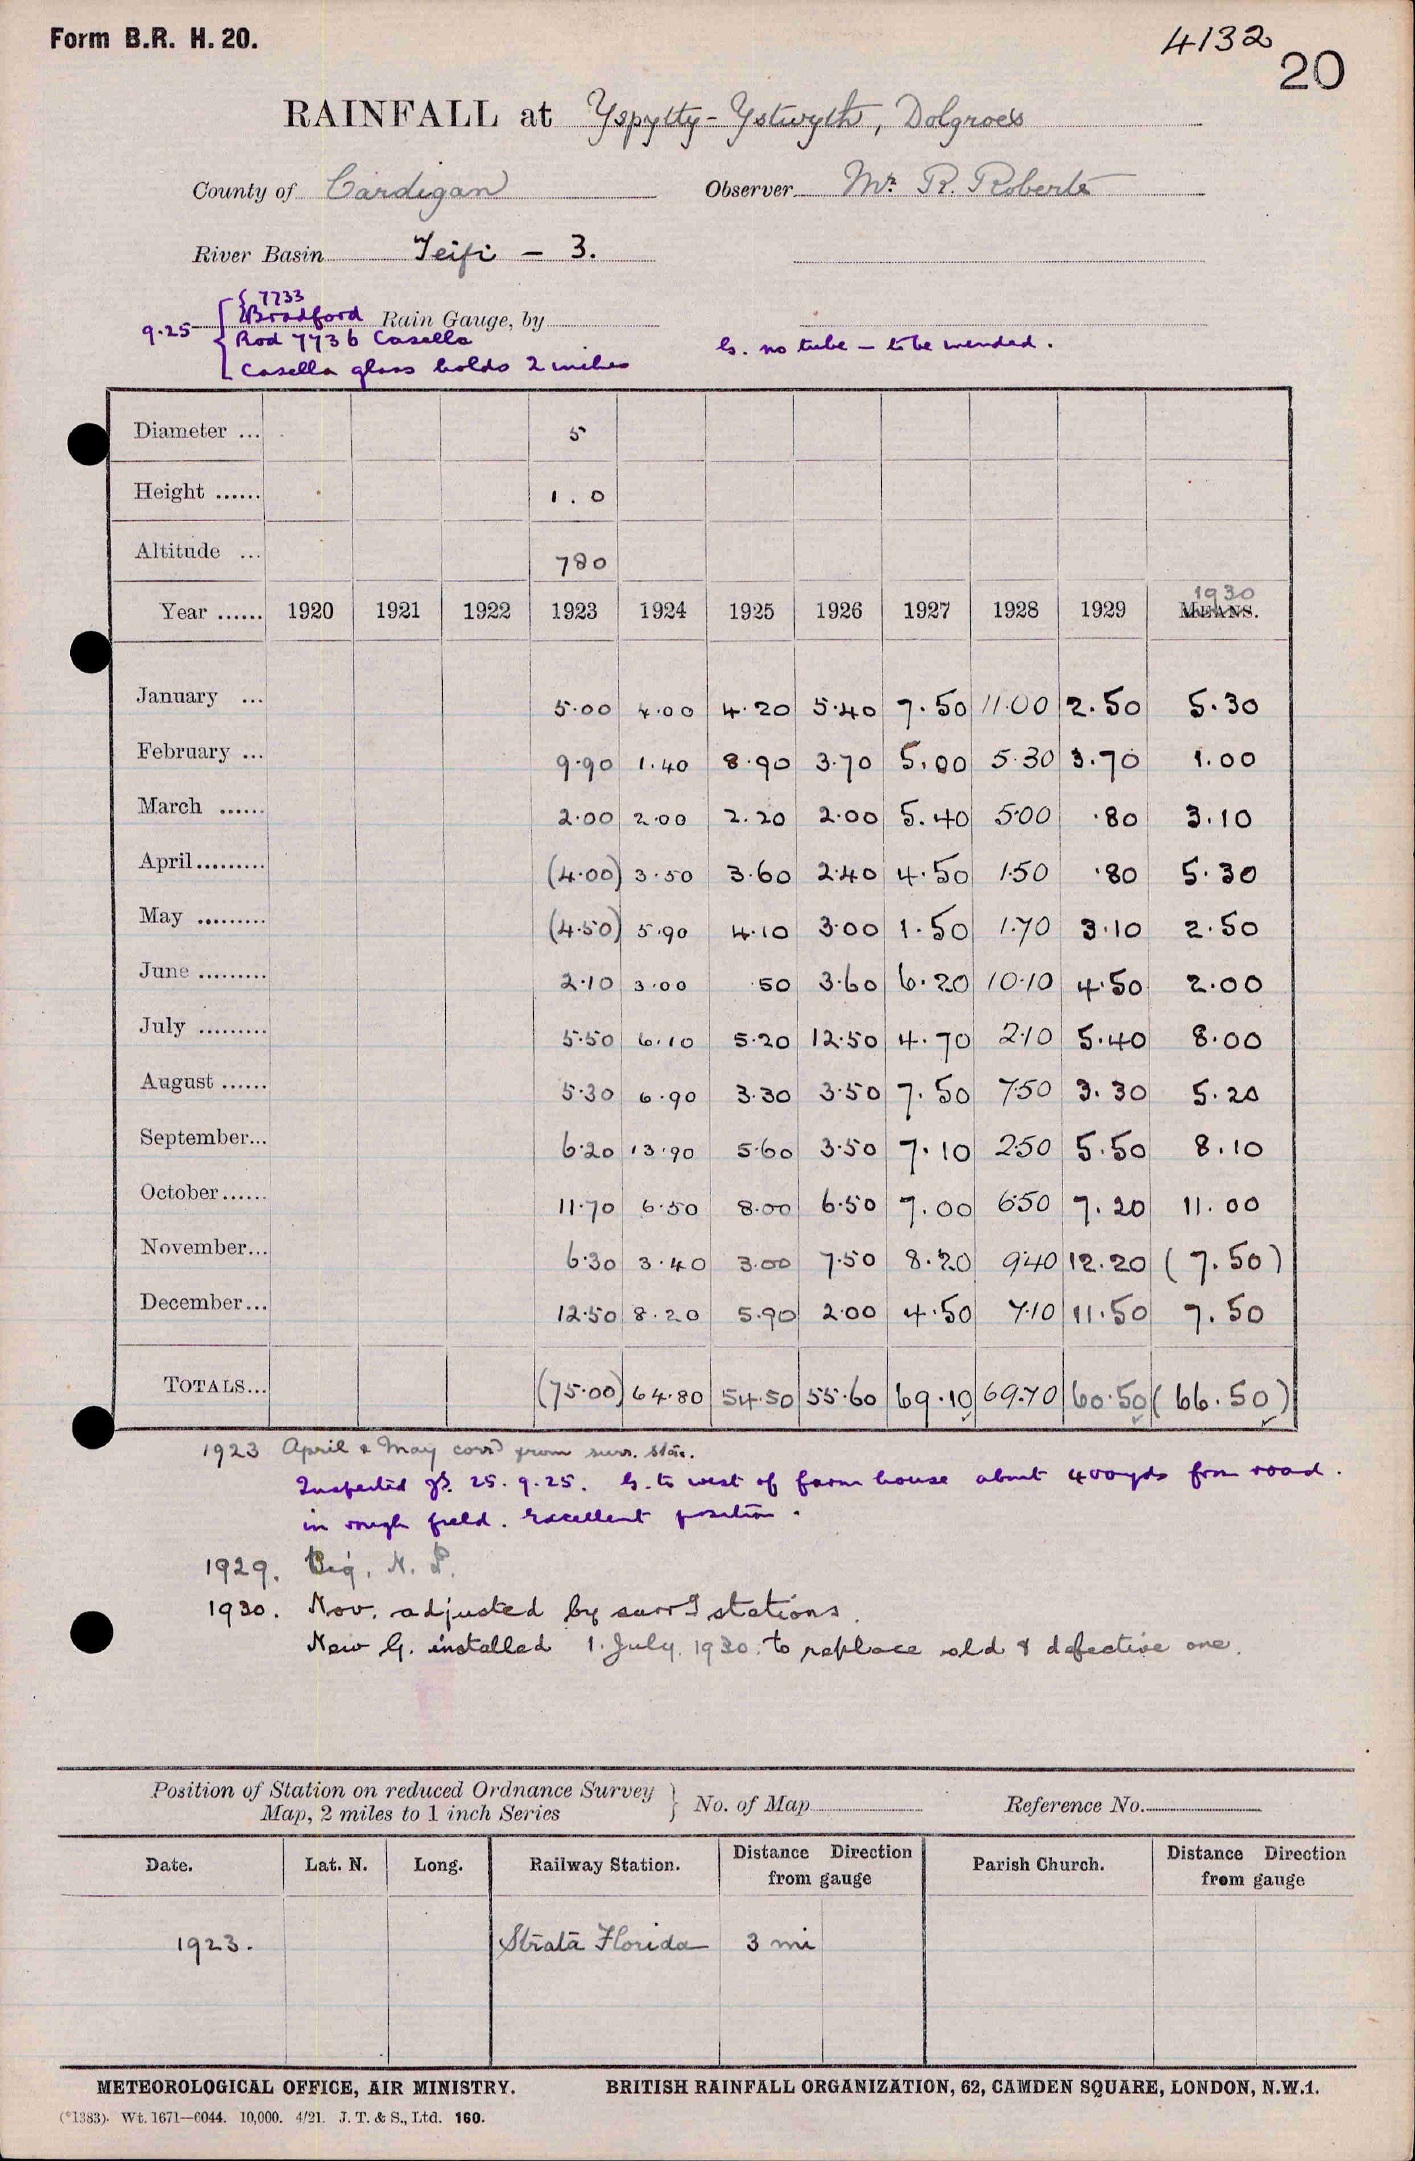 Form B.R. H. 20.
4132
20
RAINFALL at Yspytty-Ystwyth, Dolgroes
County of Cardigan Observer Mr. R. Roberts
River Basin Teifi - 3.
9.25 { { 7733
Bradford Rain Gauge, by
Rod 7736 Casella G. no tube - to be mended.
Casella glass holds 2 inches
Diameter ... 5
Height ...... 1.0
Altitude ... 780
1930
Year ...... 1920 1921 1922 1923 1924 1925 1926 1927 1928 1929 MEANS.
January ... 5.00 4.00 4.20 5.40 7.50 11.00 2.50 5.30
February ... 9.90 1.40 8.90 3.70 5.00 5.30 3.70 1.00
March ...... 2.00 2.00 2.20 2.00 5.40 5.00 .80 3.10
April......... (4.00) 3.50 3.60 2.40 4.50 1.50 .80 5.30
May ......... (4.50) 5.90 4.10 3.00 1.50 1.70 3.10 2.50
June ......... 2.10 3.00 .50 3.60 6.20 10.10 4.50 2.00
July ......... 5.50 6.10 5.20 12.50 4.70 2.10 5.40 8.00
August ...... 5.30 6.90 3.30 3.50 7.50 7.50 3.30 5.20
September... 6.20 13.90 5.60 3.50 7.10 2.50 5.50 8.10
October...... 11.70 6.50 8.00 6.50 7.00 6.50 7.20 11.00
November... 6.30 3.40 3.00 7.50 8.20 9.40 12.20 (7.50)
December... 12.50 8.20 5.90 2.00 4.50 7.10 11.50 7.50
TOTALS... (75.00) 64.80 54.50 55.60 69.10 69.70 60.50 (66.50)
1923 April & May corrd from surr. stns.
Inspected 25.9.25. G. to west of farm house about 400 yds from road.
in rough field. Excellent position.
1929. N. P.
1930. Nov. adjusted by surrg stations.
New G. installed 1. July. 1930. to replace old & defective one.
Position of Station on reduced Ordnance Survey
Map, 2 miles to 1 inch Series } No. of Map Reference No.
Date. Lat. N. Long. Railway Station. Distance from gauge Direction Parish Church. Distance from gauge Direction
1923. Strata Florida 3 mi
METEOROLOGICAL OFFICE, AIR MINISTRY. BRITISH RAINFALL ORGANIZATION, 62, CAMDEN SQUARE, LONDON, N.W.1.
(*1383). Wt. 1671—6044. 10,000. 4/21. J. T. & S., Ltd. 160.